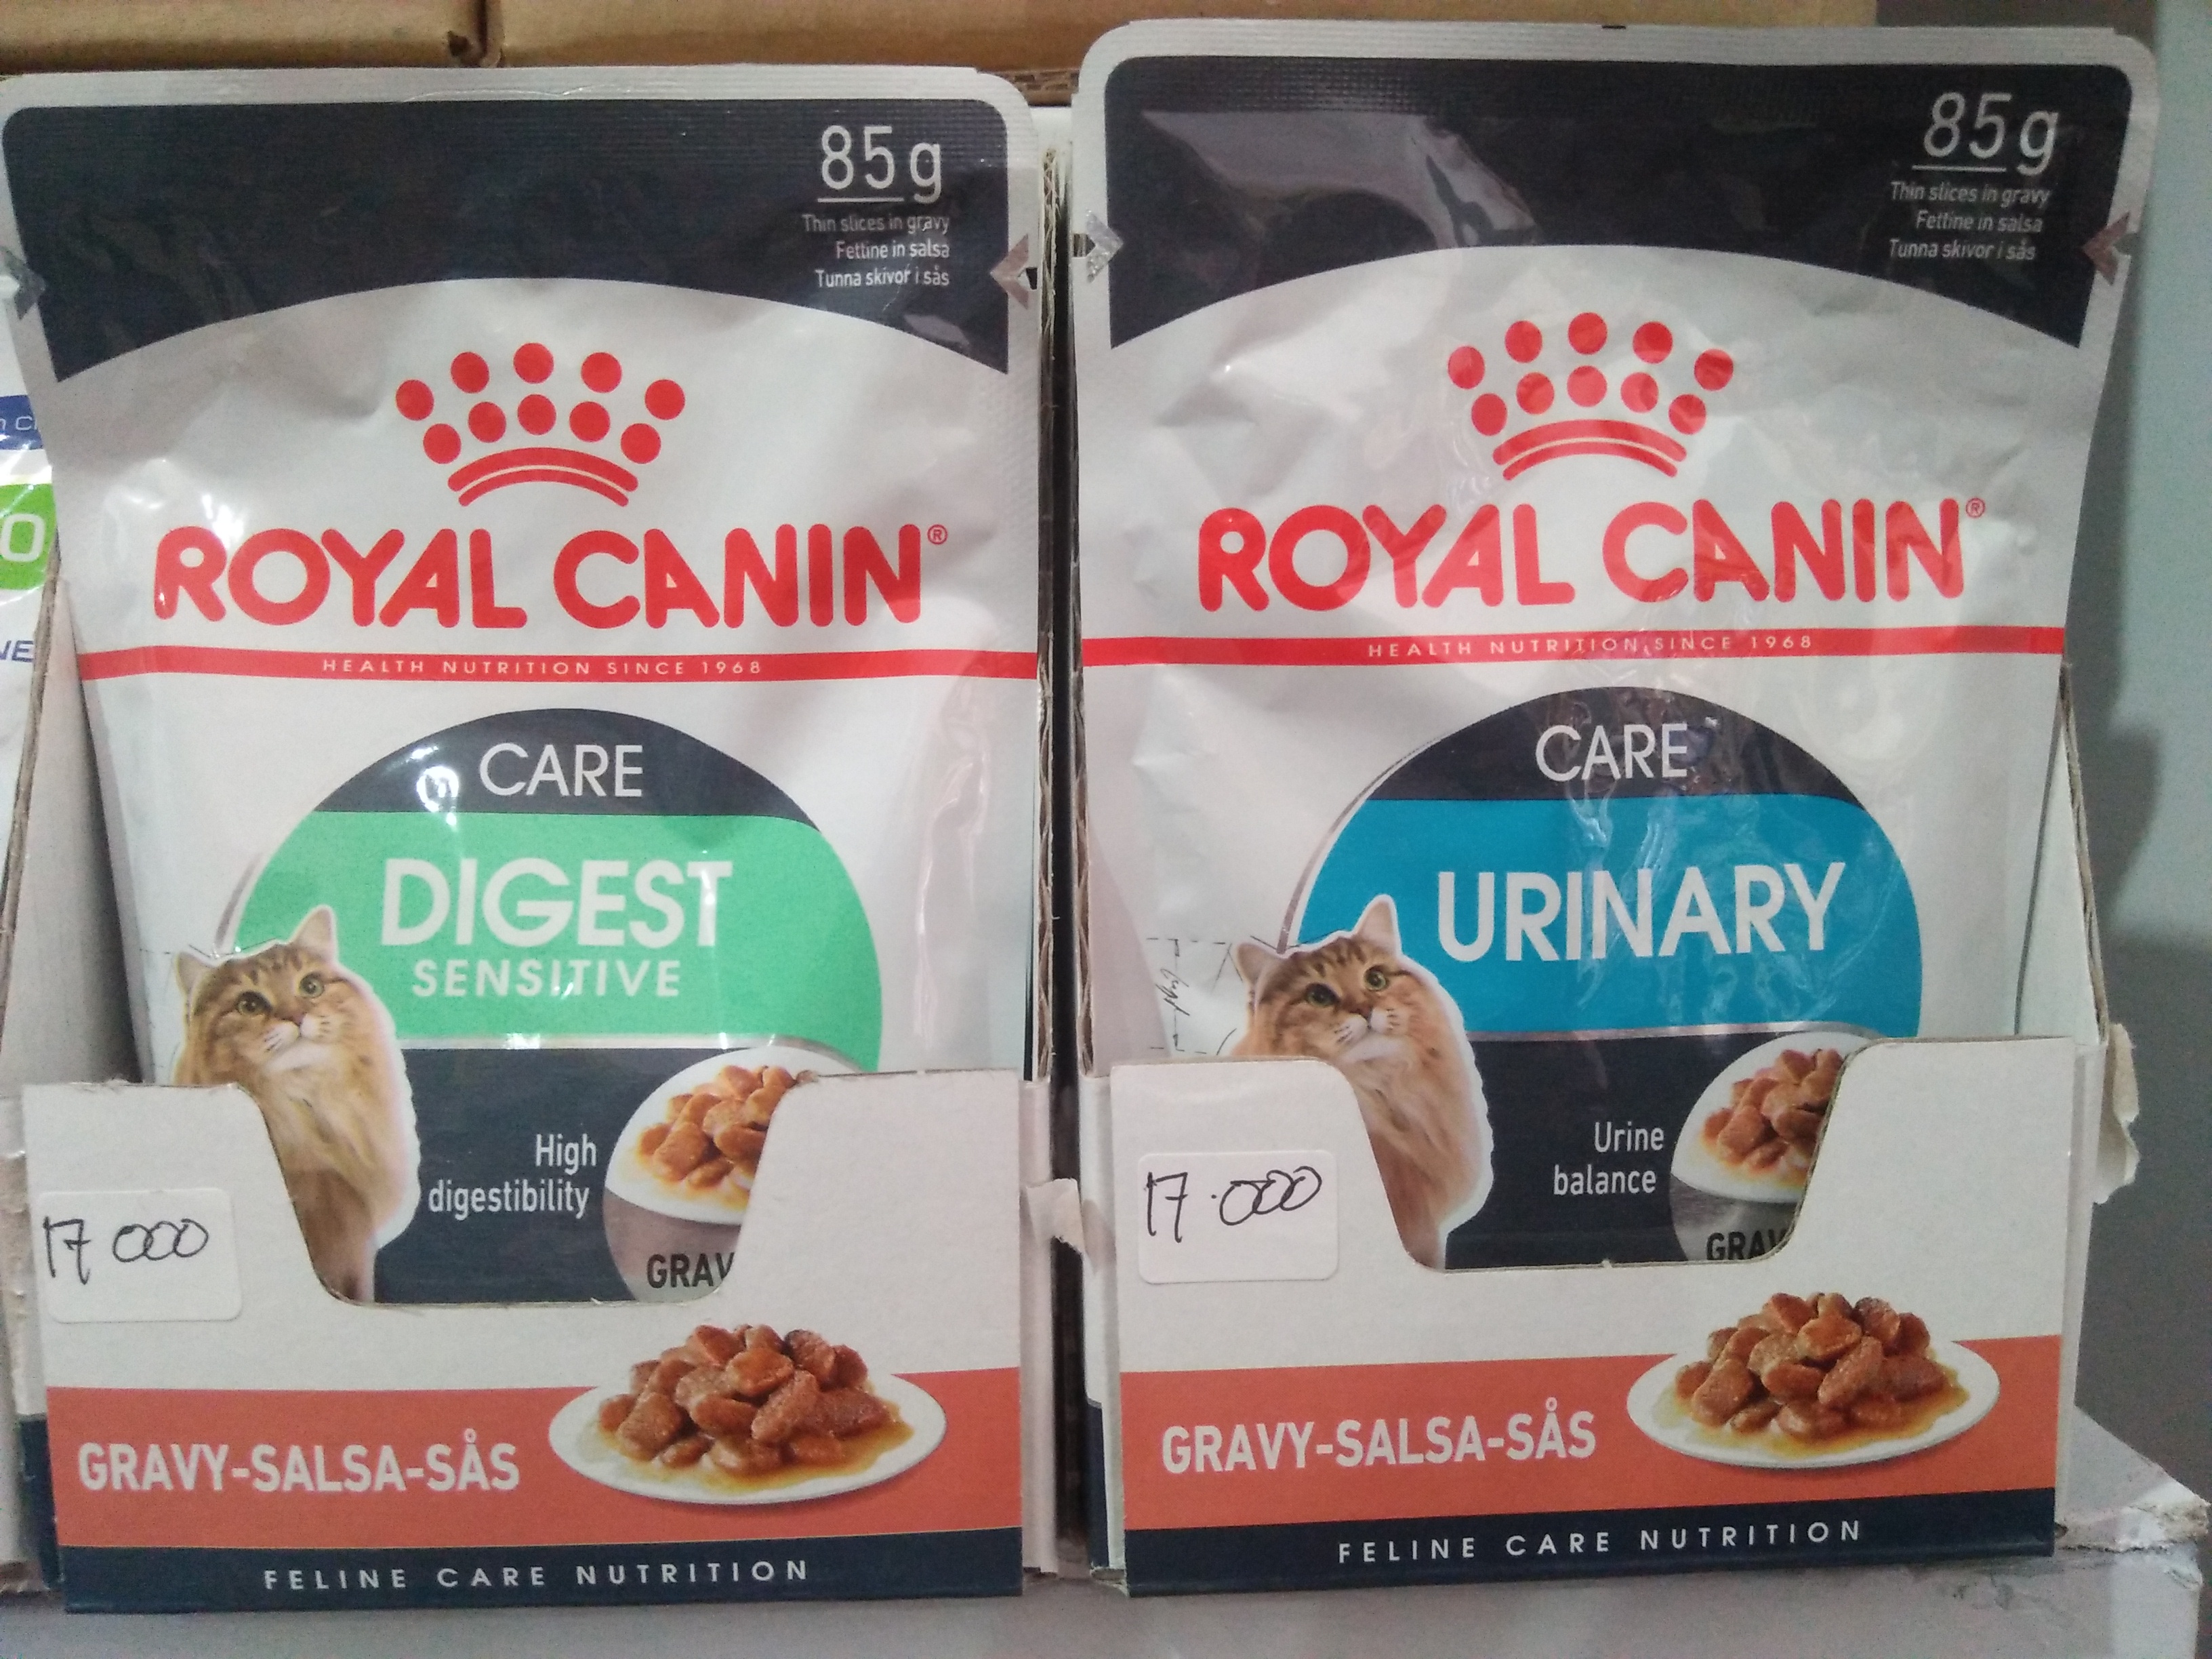 85g
Thin slices in gravy
Fettine in salsa
Tunna skivor i sås
ROYAL CANIN®
HEALTH NUTRITION SINCE 1968
CARE
DIGEST
SENSITIVE
High
digestibility
GRAV
17 000
GRAVY-SALSA-SÅS
FELINE CARE NUTRITION
85g
Thin slices in gravy
Fettine in salsa
Tunna skivor i sås
ROYAL CANIN®
HEALTH NUTRITION SINCE 1968
CARE
URINARY
Urine
balance
GRAV
17.000
GRAVY-SALSA-SÅS
FELINE CARE NUTRITION